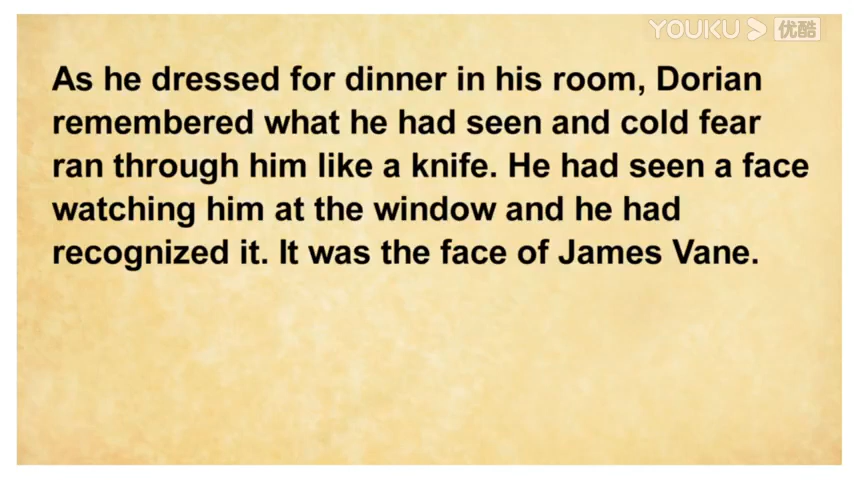 YOUKU 优酷
As he dressed for dinner in his room, Dorian
remembered what he had seen and cold fear
ran through him like a knife. He had seen a face
watching him at the window and he had
recognized it. It was the face of James Vane.